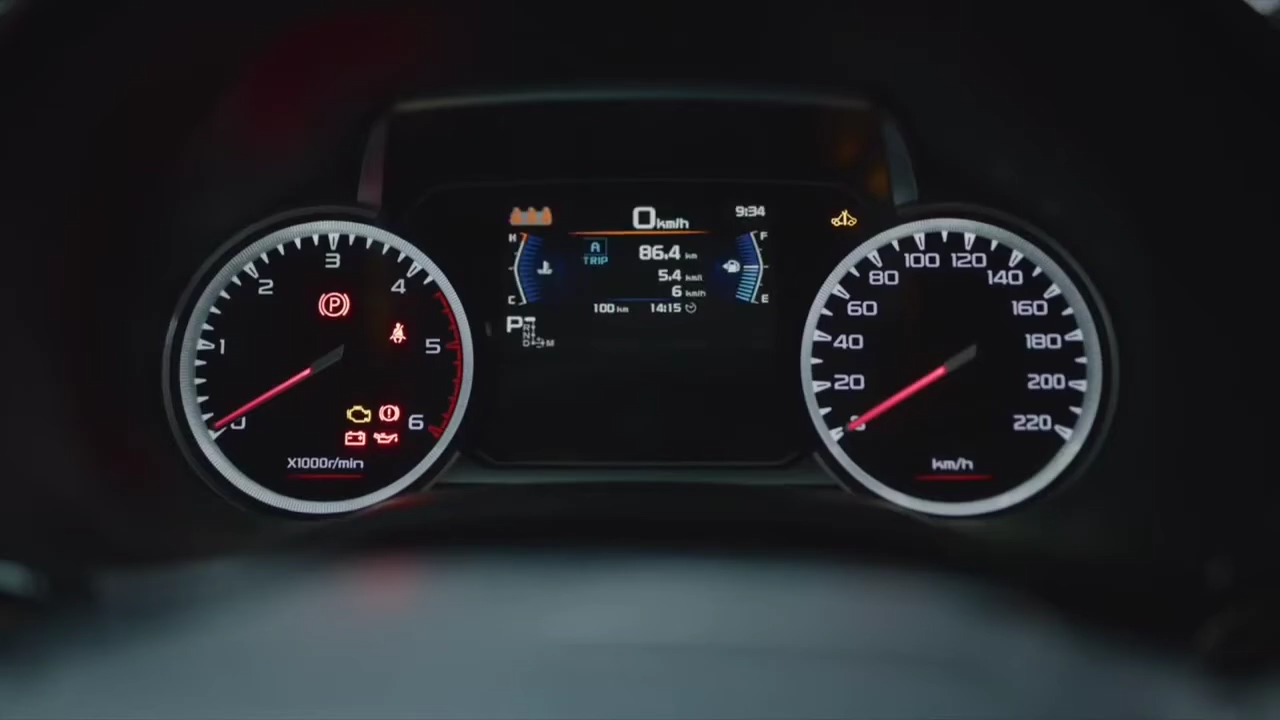 0 km/h
9:34
H
F
A
TRIP
86.4 km
5.4 km/l
6 km/h
C
E
100 km
14:15
P
R
N
D M
0
1
2
3
4
5
6
P
X1000r/min
20
40
60
80
100
120
140
160
180
200
220
km/h